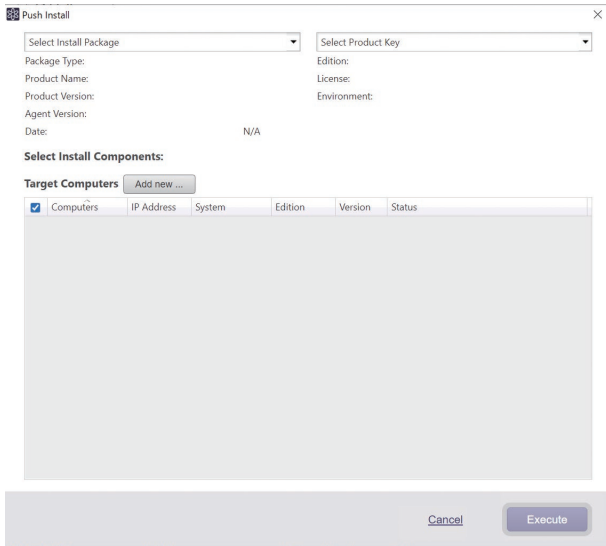 Push Install
Select Install Package
Select Product Key
Package Type:
Edition:
Product Name:
License:
Product Version:
Environment:
Agent Version:
Date: N/A
Select Install Components:
Target Computers Add new ...
Computers IP Address System Edition Version Status
Cancel Execute